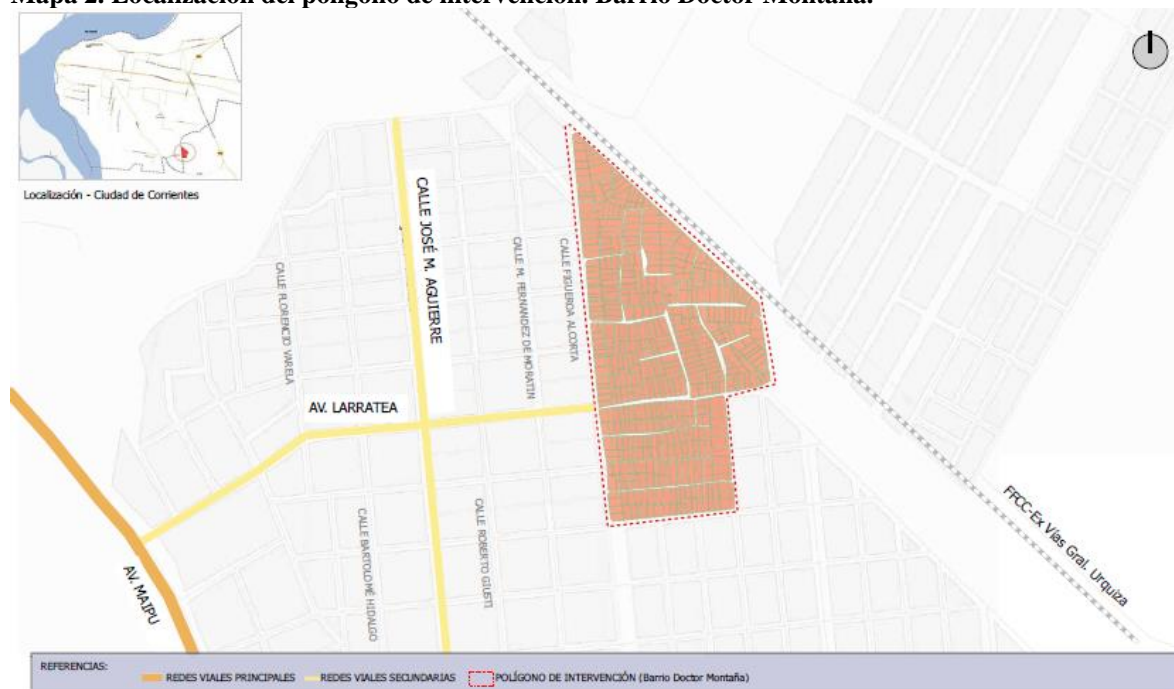 Mapa 2. Localización del polígono de intervención. Barrio Doctor Montaña.
Localización - Ciudad de Corrientes
CALLE JOSÉ M. AGUIERRE
CALLE FLORENCIO VARELA
CALLE M. FERNANDEZ DE MORATIN
CALLE FIGUEROA ALCORTA
AV. LARRATEA
AV. MAIPU
CALLE BARTOLOMÉ HIDALGO
CALLE ROBERTO GIUSTI
FFCC-Ex Vías Gral. Urquiza
REFERENCIAS:
REDES VIALES PRINCIPALES
REDES VIALES SECUNDARIAS
POLÍGONO DE INTERVENCIÓN (Barrio Doctor Montaña)